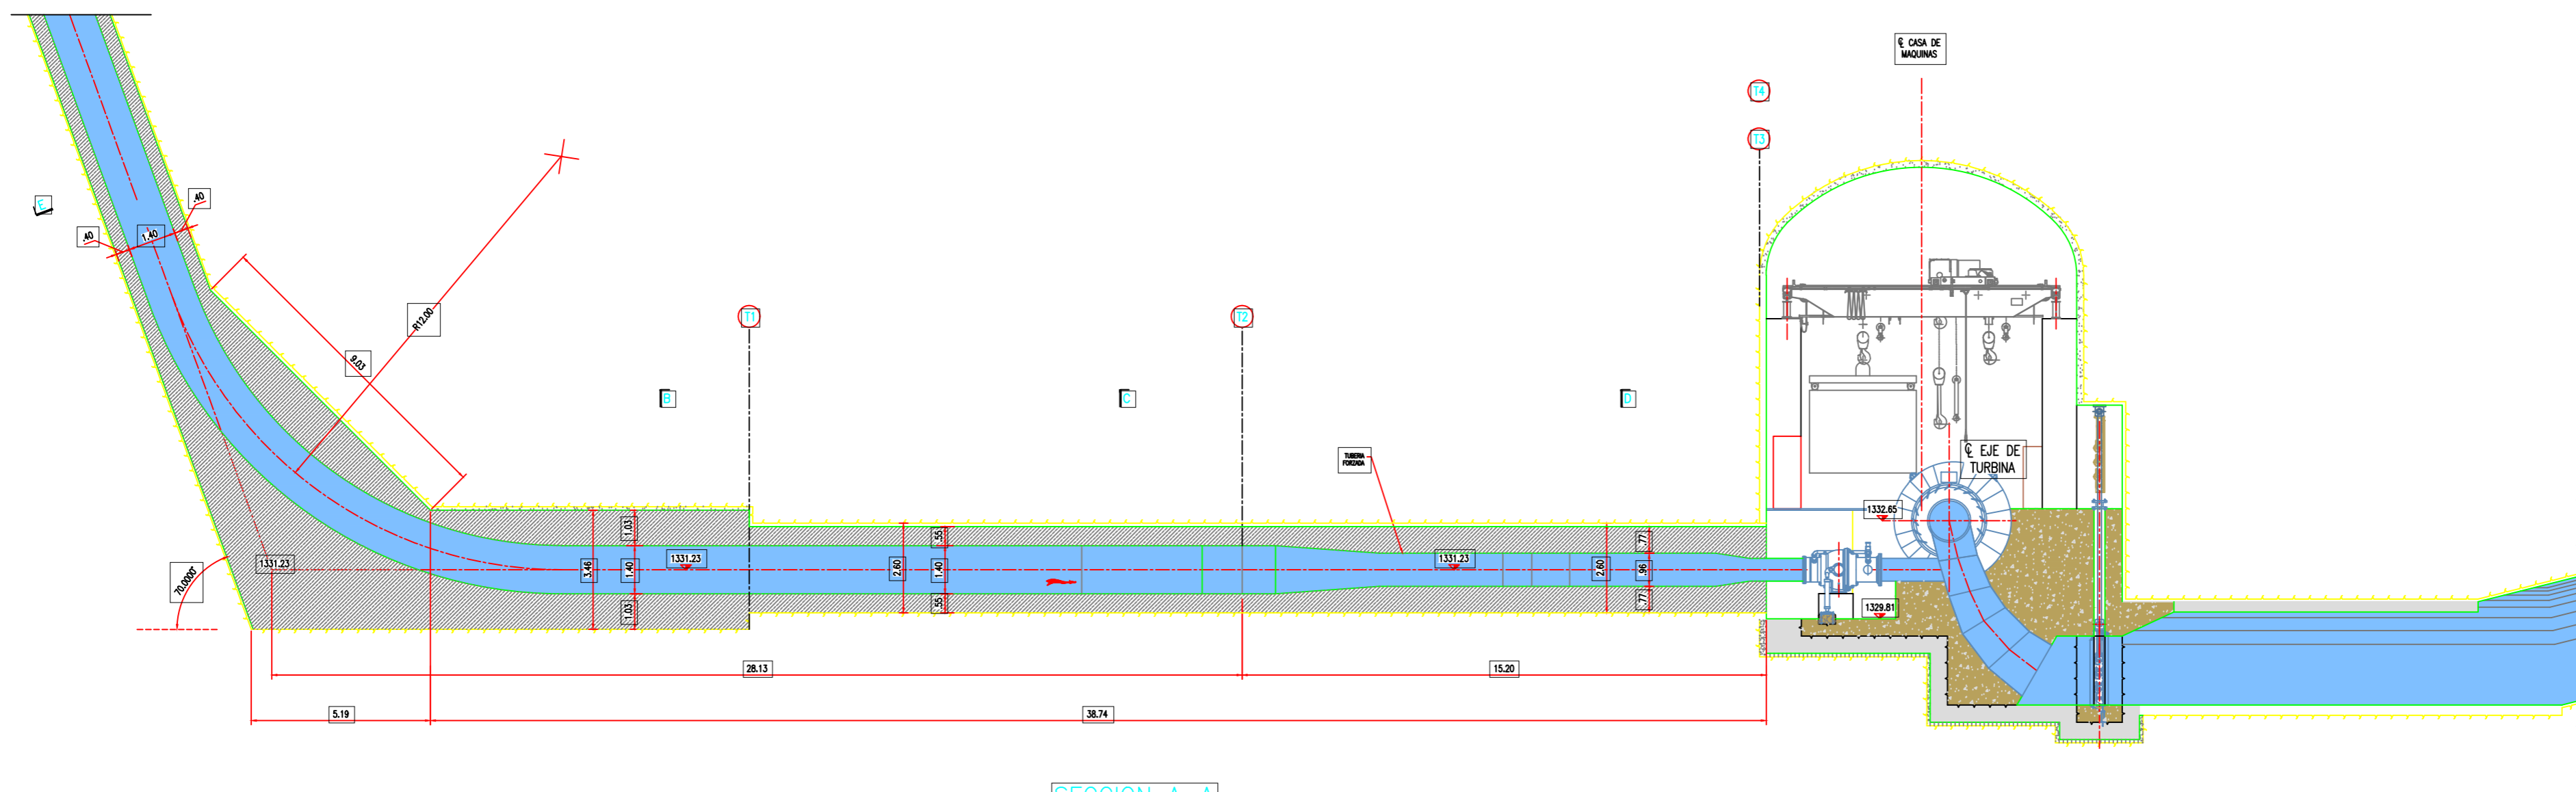 ₵ CASA DE
MAQUINAS
T4
T3
E
.40
.40
1.40
R12.00
9.03
T1
T2
B
C
D
TUBERIA
FORZADA
₵ EJE DE
TURBINA
1332.65
70.0000°
1331.23
3.46
1.03
1.40
1.03
1331.23
2.60
.55
1.40
.55
1331.23
2.60
.77
.96
.77
1329.81
28.13
15.20
5.19
38.74
SECCION A-A